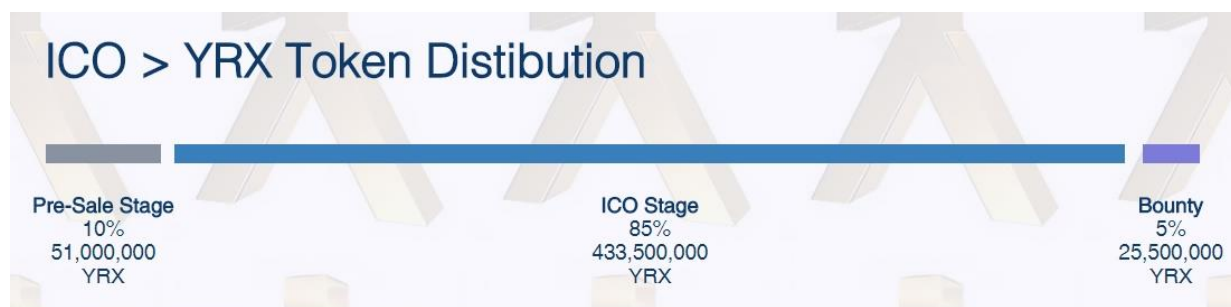 ICO > YRX Token Distibution
Pre-Sale Stage
10%
51,000,000
YRX
ICO Stage
85%
433,500,000
YRX
Bounty
5%
25,500,000
YRX